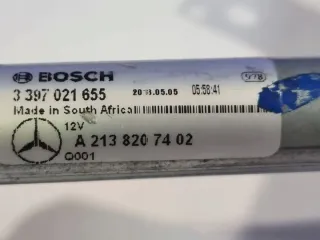 BOSCH
3 397 021 655 05:58:41
Made in South Africa
12V
A 213 820 74 02
Q001